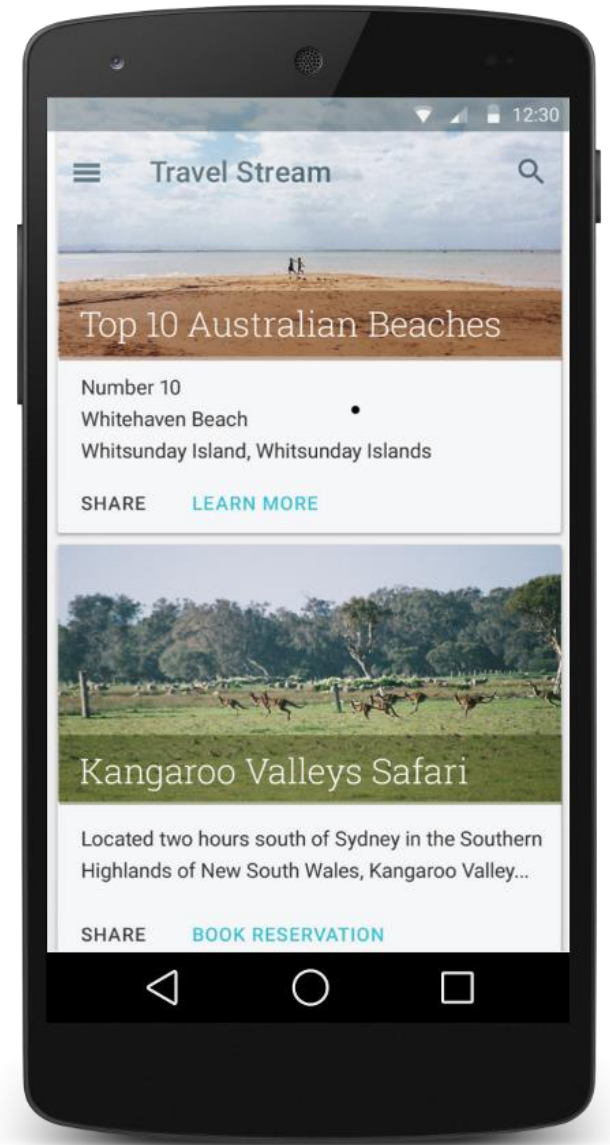 12:30
Travel Stream
Top 10 Australian Beaches
Number 10
Whitehaven Beach
Whitsunday Island, Whitsunday Islands
SHARE LEARN MORE
Kangaroo Valleys Safari
Located two hours south of Sydney in the Southern
Highlands of New South Wales, Kangaroo Valley...
SHARE BOOK RESERVATION